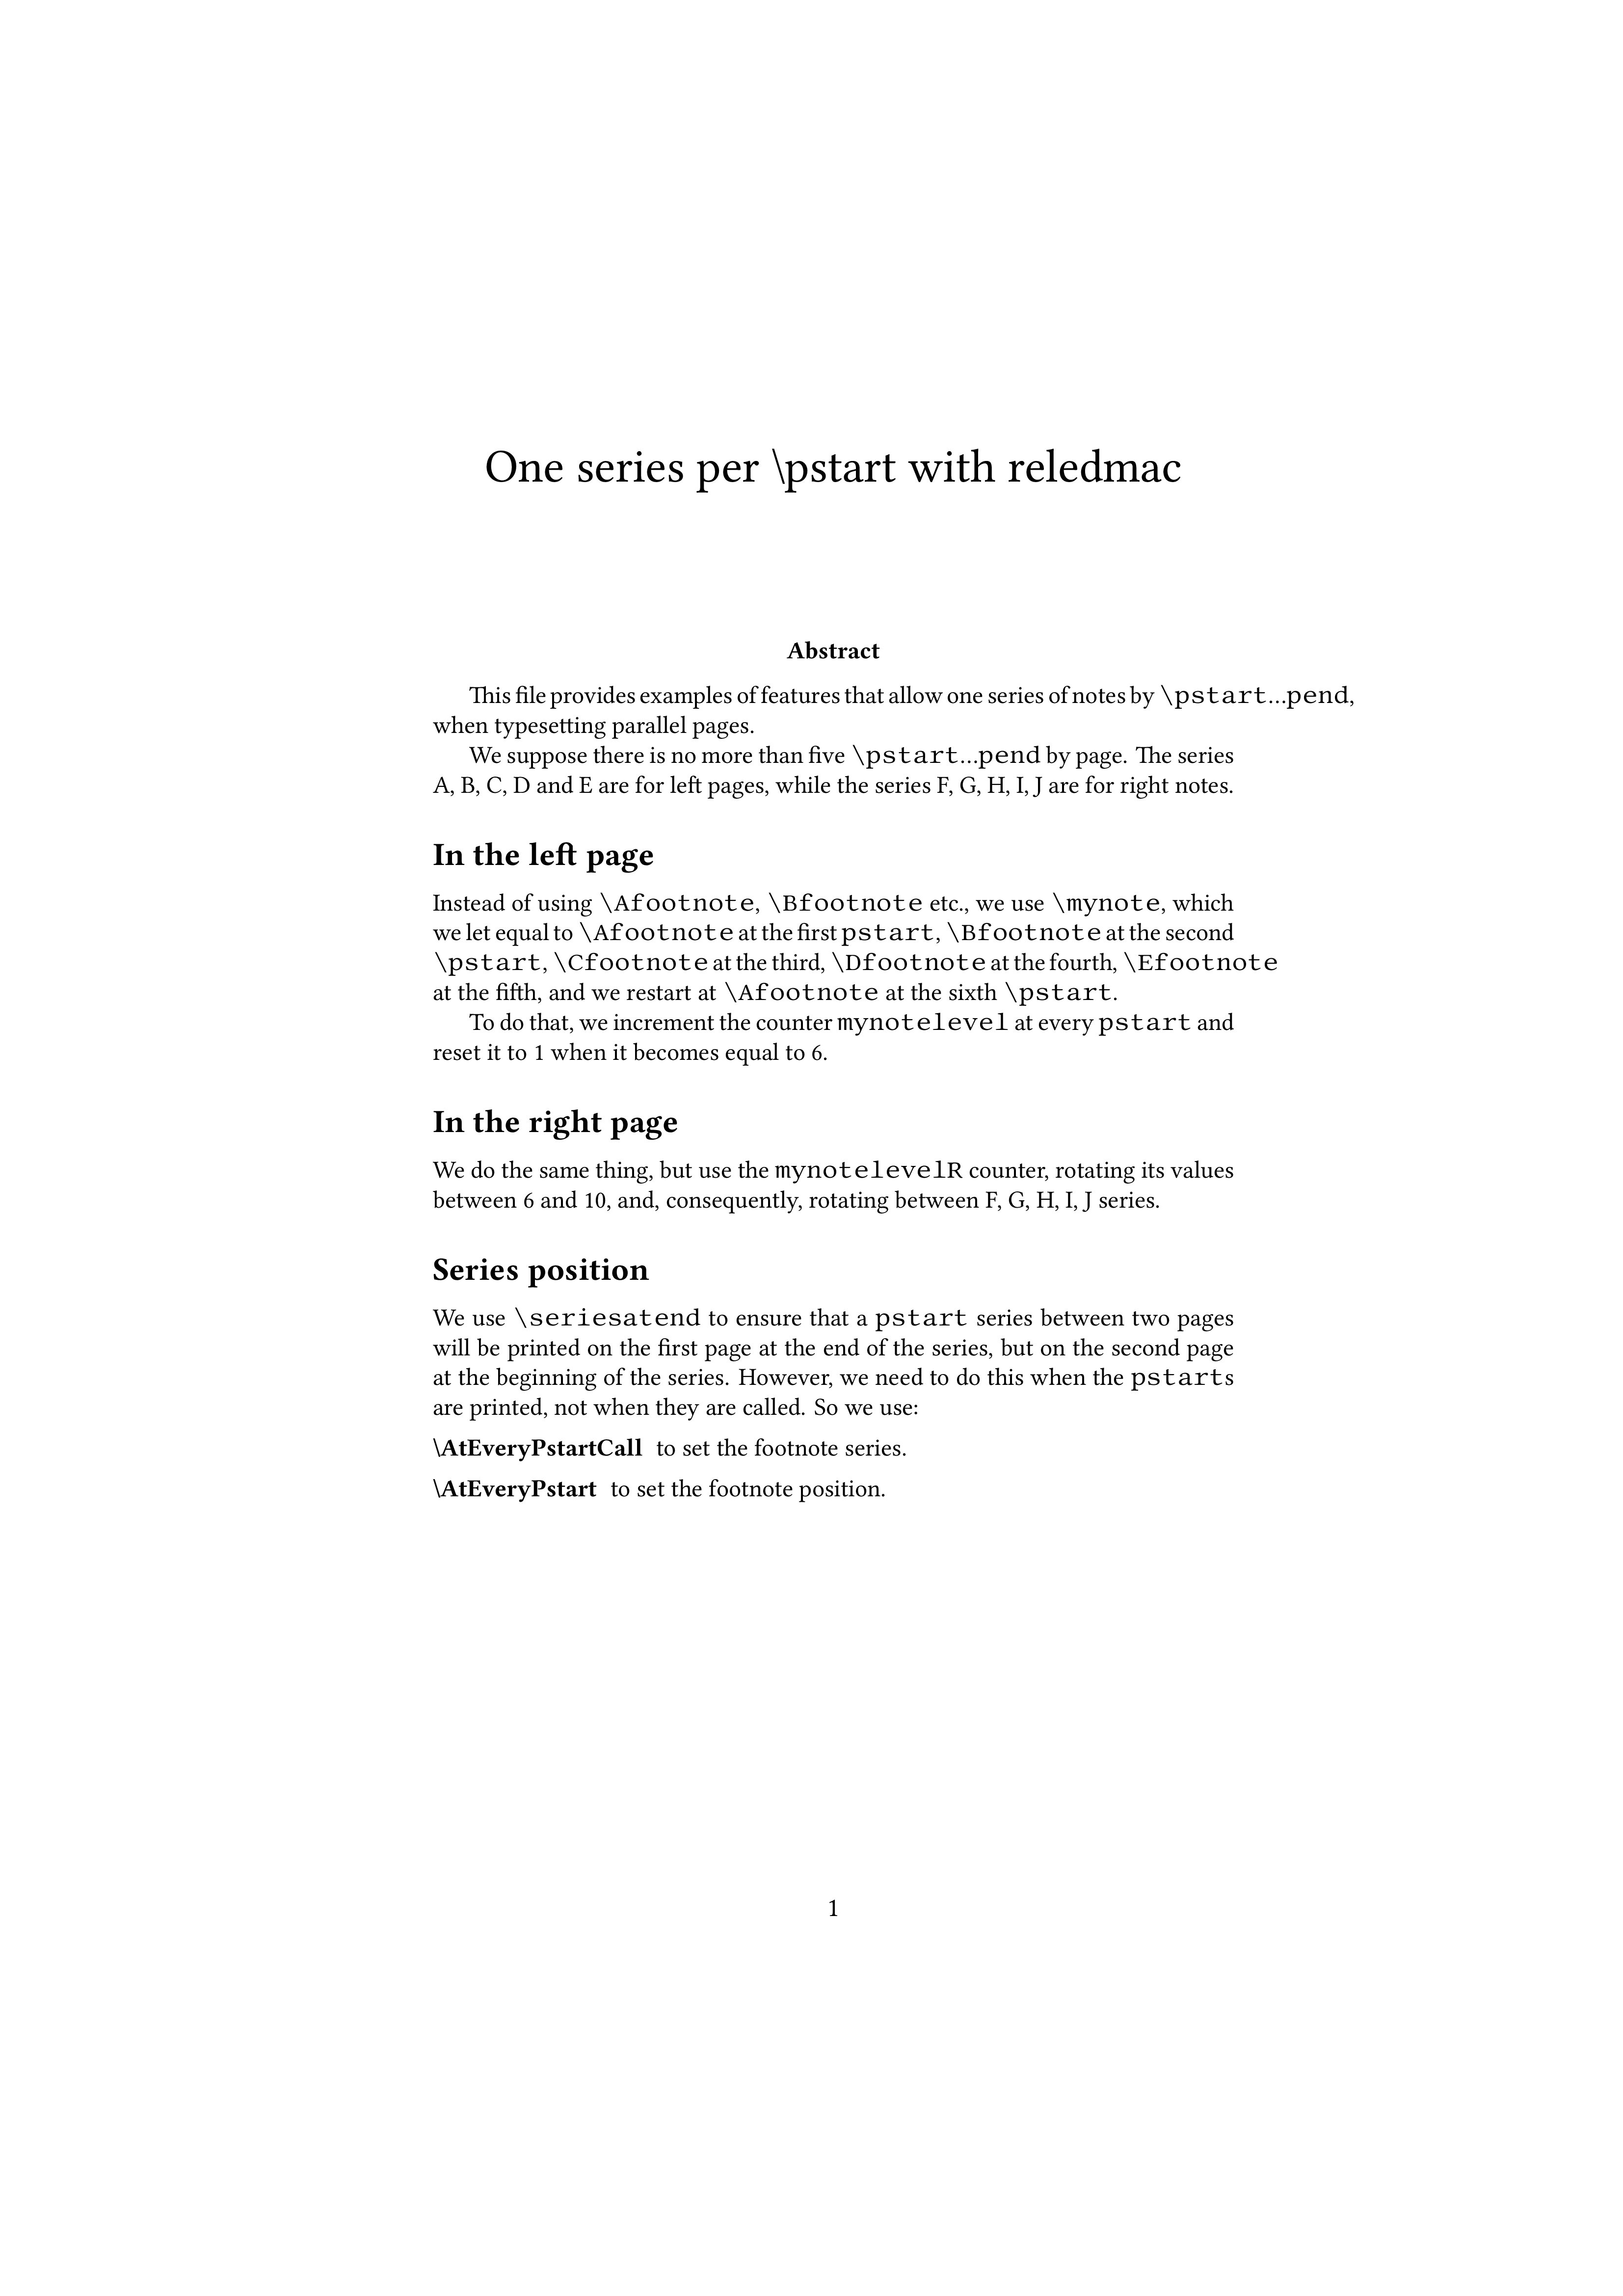 One series per \pstart with reledmac
Abstract
This file provides examples of features that allow one series of notes by \pstart…pend,
when typesetting parallel pages.
We suppose there is no more than five \pstart…pend by page. The series
A, B, C, D and E are for left pages, while the series F, G, H, I, J are for right notes.
In the left page
Instead of using \Afootnote, \Bfootnote etc., we use \mynote, which
we let equal to \Afootnote at the first pstart, \Bfootnote at the second
\pstart, \Cfootnote at the third, \Dfootnote at the fourth, \Efootnote
at the fifth, and we restart at \Afootnote at the sixth \pstart.
To do that, we increment the counter mynotelevel at every pstart and
reset it to 1 when it becomes equal to 6.
In the right page
We do the same thing, but use the mynotelevelR counter, rotating its values
between 6 and 10, and, consequently, rotating between F, G, H, I, J series.
Series position
We use \seriesatend to ensure that a pstart series between two pages
will be printed on the first page at the end of the series, but on the second page
at the beginning of the series. However, we need to do this when the pstarts
are printed, not when they are called. So we use:
\AtEveryPstartCall to set the footnote series.
\AtEveryPstart to set the footnote position.
1